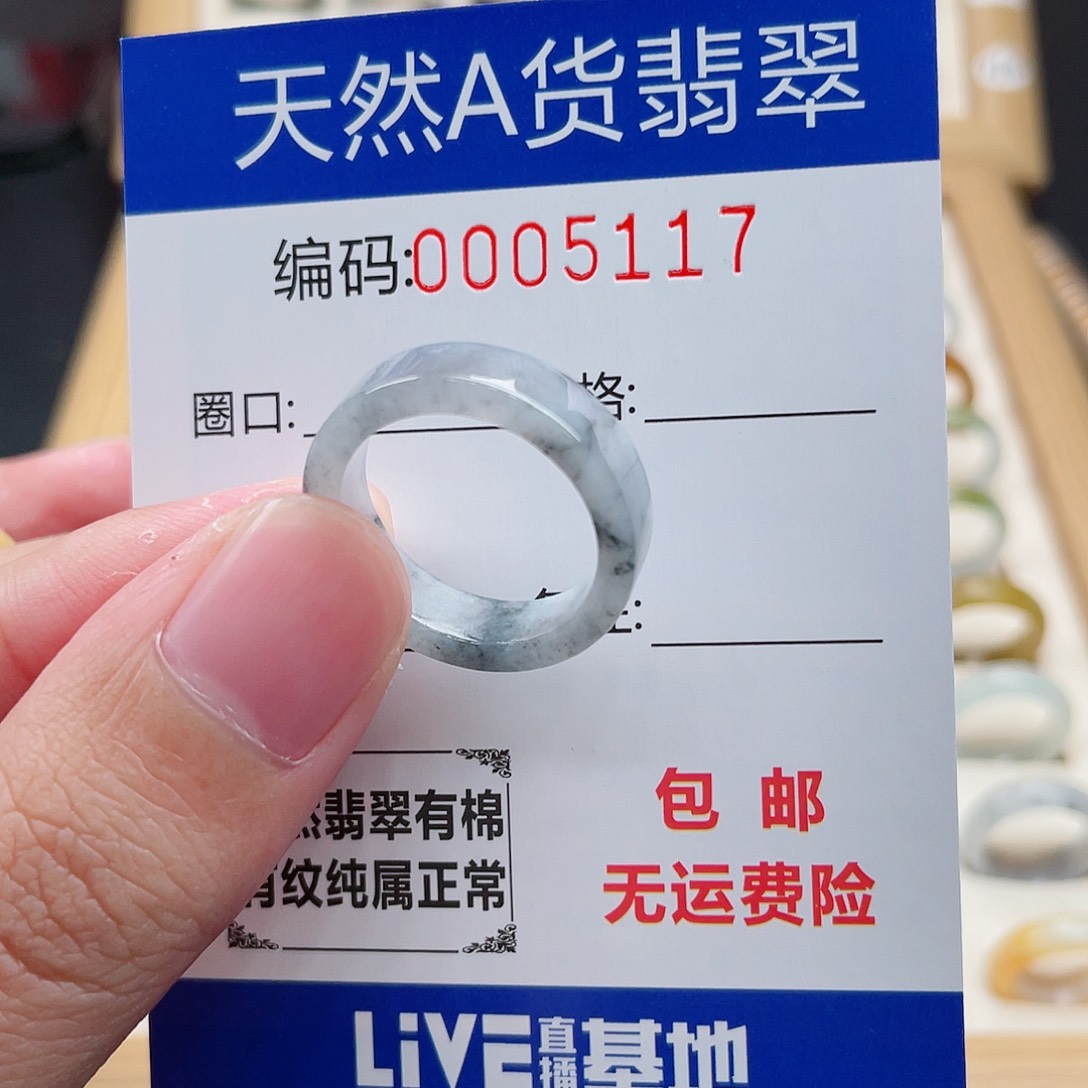 天然A货翡翠
编码:0005117
圈口:
格:
然翡翠有棉
纹纯属正常
包邮
无运费险
LiVE直播基地